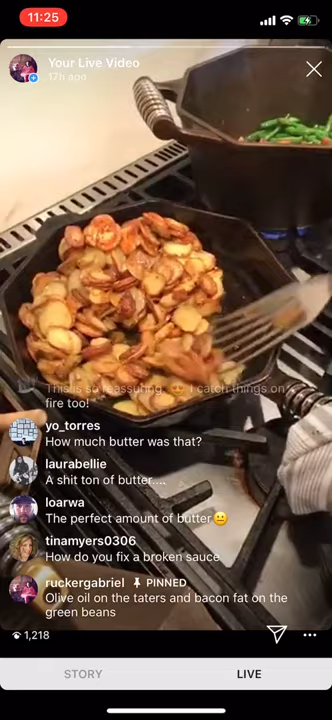 11:25
Your Live Video
17h ago
This is so reassuring. 😍 I catch things on
fire too!
yo_torres
How much butter was that?
laurabellie
A shit ton of butter....
loarwa
The perfect amount of butter😐
tinamyers0306
How do you fix a broken sauce
ruckergabriel PINNED
Olive oil on the taters and bacon fat on the
green beans
1,218
STORY LIVE